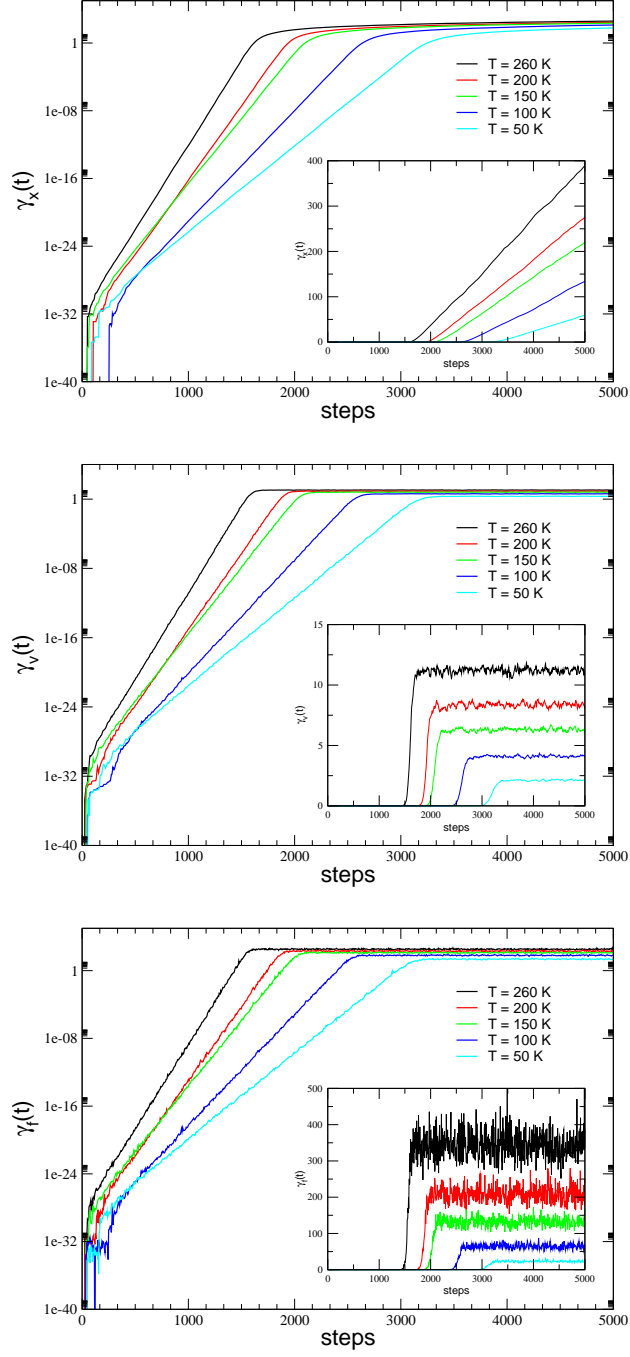 1
1e-08
1e-16
1e-24
1e-32
1e-40
γx(t)
0 1000 2000 3000 4000 5000
steps
T = 260 K
T = 200 K
T = 150 K
T = 100 K
T = 50 K
400
300
200
100
0
γx(t)
0 1000 2000 3000 4000 5000
steps
1
1e-08
1e-16
1e-24
1e-32
1e-40
γv(t)
0 1000 2000 3000 4000 5000
steps
T = 260 K
T = 200 K
T = 150 K
T = 100 K
T = 50 K
15
10
5
0
γv(t)
0 1000 2000 3000 4000 5000
steps
1
1e-08
1e-16
1e-24
1e-32
1e-40
γf(t)
0 1000 2000 3000 4000 5000
steps
T = 260 K
T = 200 K
T = 150 K
T = 100 K
T = 50 K
500
400
300
200
100
0
γf(t)
0 1000 2000 3000 4000 5000
steps